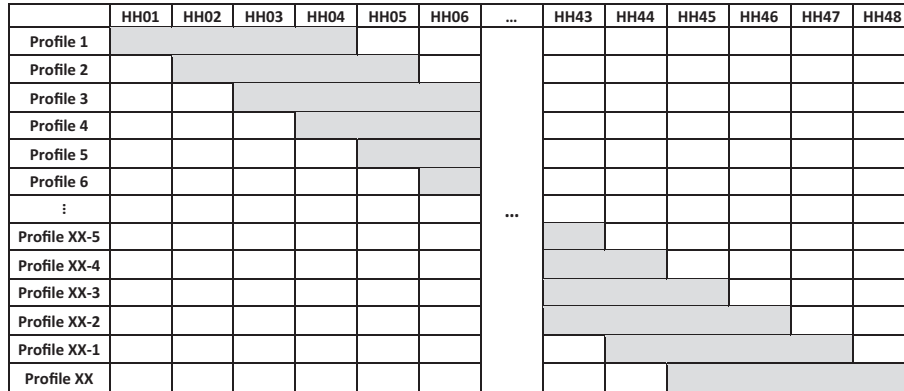 HH01 HH02 HH03 HH04 HH05 HH06 ... HH43 HH44 HH45 HH46 HH47 HH48
Profile 1
Profile 2
Profile 3
Profile 4
Profile 5
Profile 6
⋮ ...
Profile XX-5
Profile XX-4
Profile XX-3
Profile XX-2
Profile XX-1
Profile XX